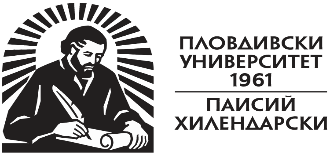 ПЛОВДИВСКИ
УНИВЕРСИТЕТ
1961
ПАИСИЙ
ХИЛЕНДАРСКИ